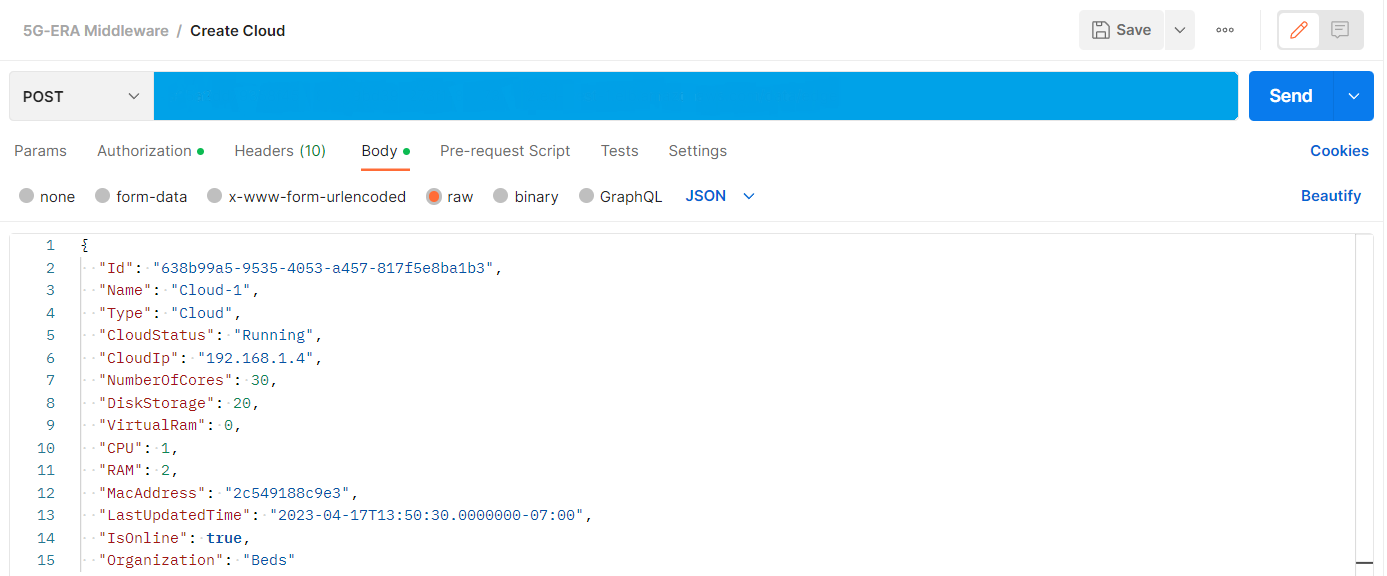 5G-ERA Middleware / Create Cloud
Save
POST
Send
Params Authorization Headers (10) Body Pre-request Script Tests Settings Cookies
none form-data x-www-form-urlencoded raw binary GraphQL JSON Beautify
1 {
2 "Id": "638b99a5-9535-4053-a457-817f5e8ba1b3",
3 "Name": "Cloud-1",
4 "Type": "Cloud",
5 "CloudStatus": "Running",
6 "CloudIp": "192.168.1.4",
7 "NumberOfCores": 30,
8 "DiskStorage": 20,
9 "VirtualRam": 0,
10 "CPU": 1,
11 "RAM": 2,
12 "MacAddress": "2c549188c9e3",
13 "LastUpdatedTime": "2023-04-17T13:50:30.0000000-07:00",
14 "IsOnline": true,
15 "Organization": "Beds"